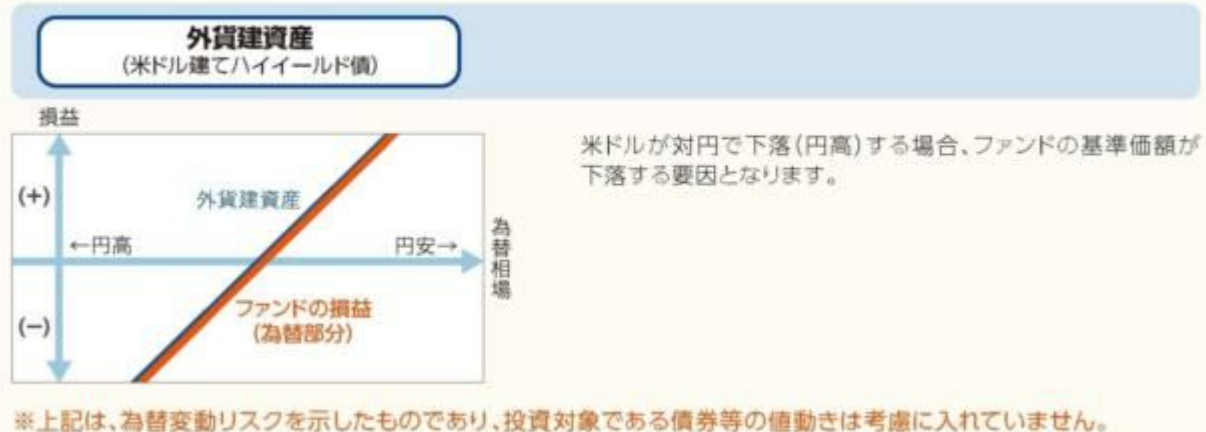 外貨建資産
(米ドル建てハイイールド債)
損益
米ドルが対円で下落(円高)する場合、ファンドの基準価額が
下落する要因となります。
(+)
外貨建資産
←円高
円安→
為替相場
ファンドの損益
(為替部分)
(−)
※上記は、為替変動リスクを示したものであり、投資対象である債券等の値動きは考慮に入れていません。